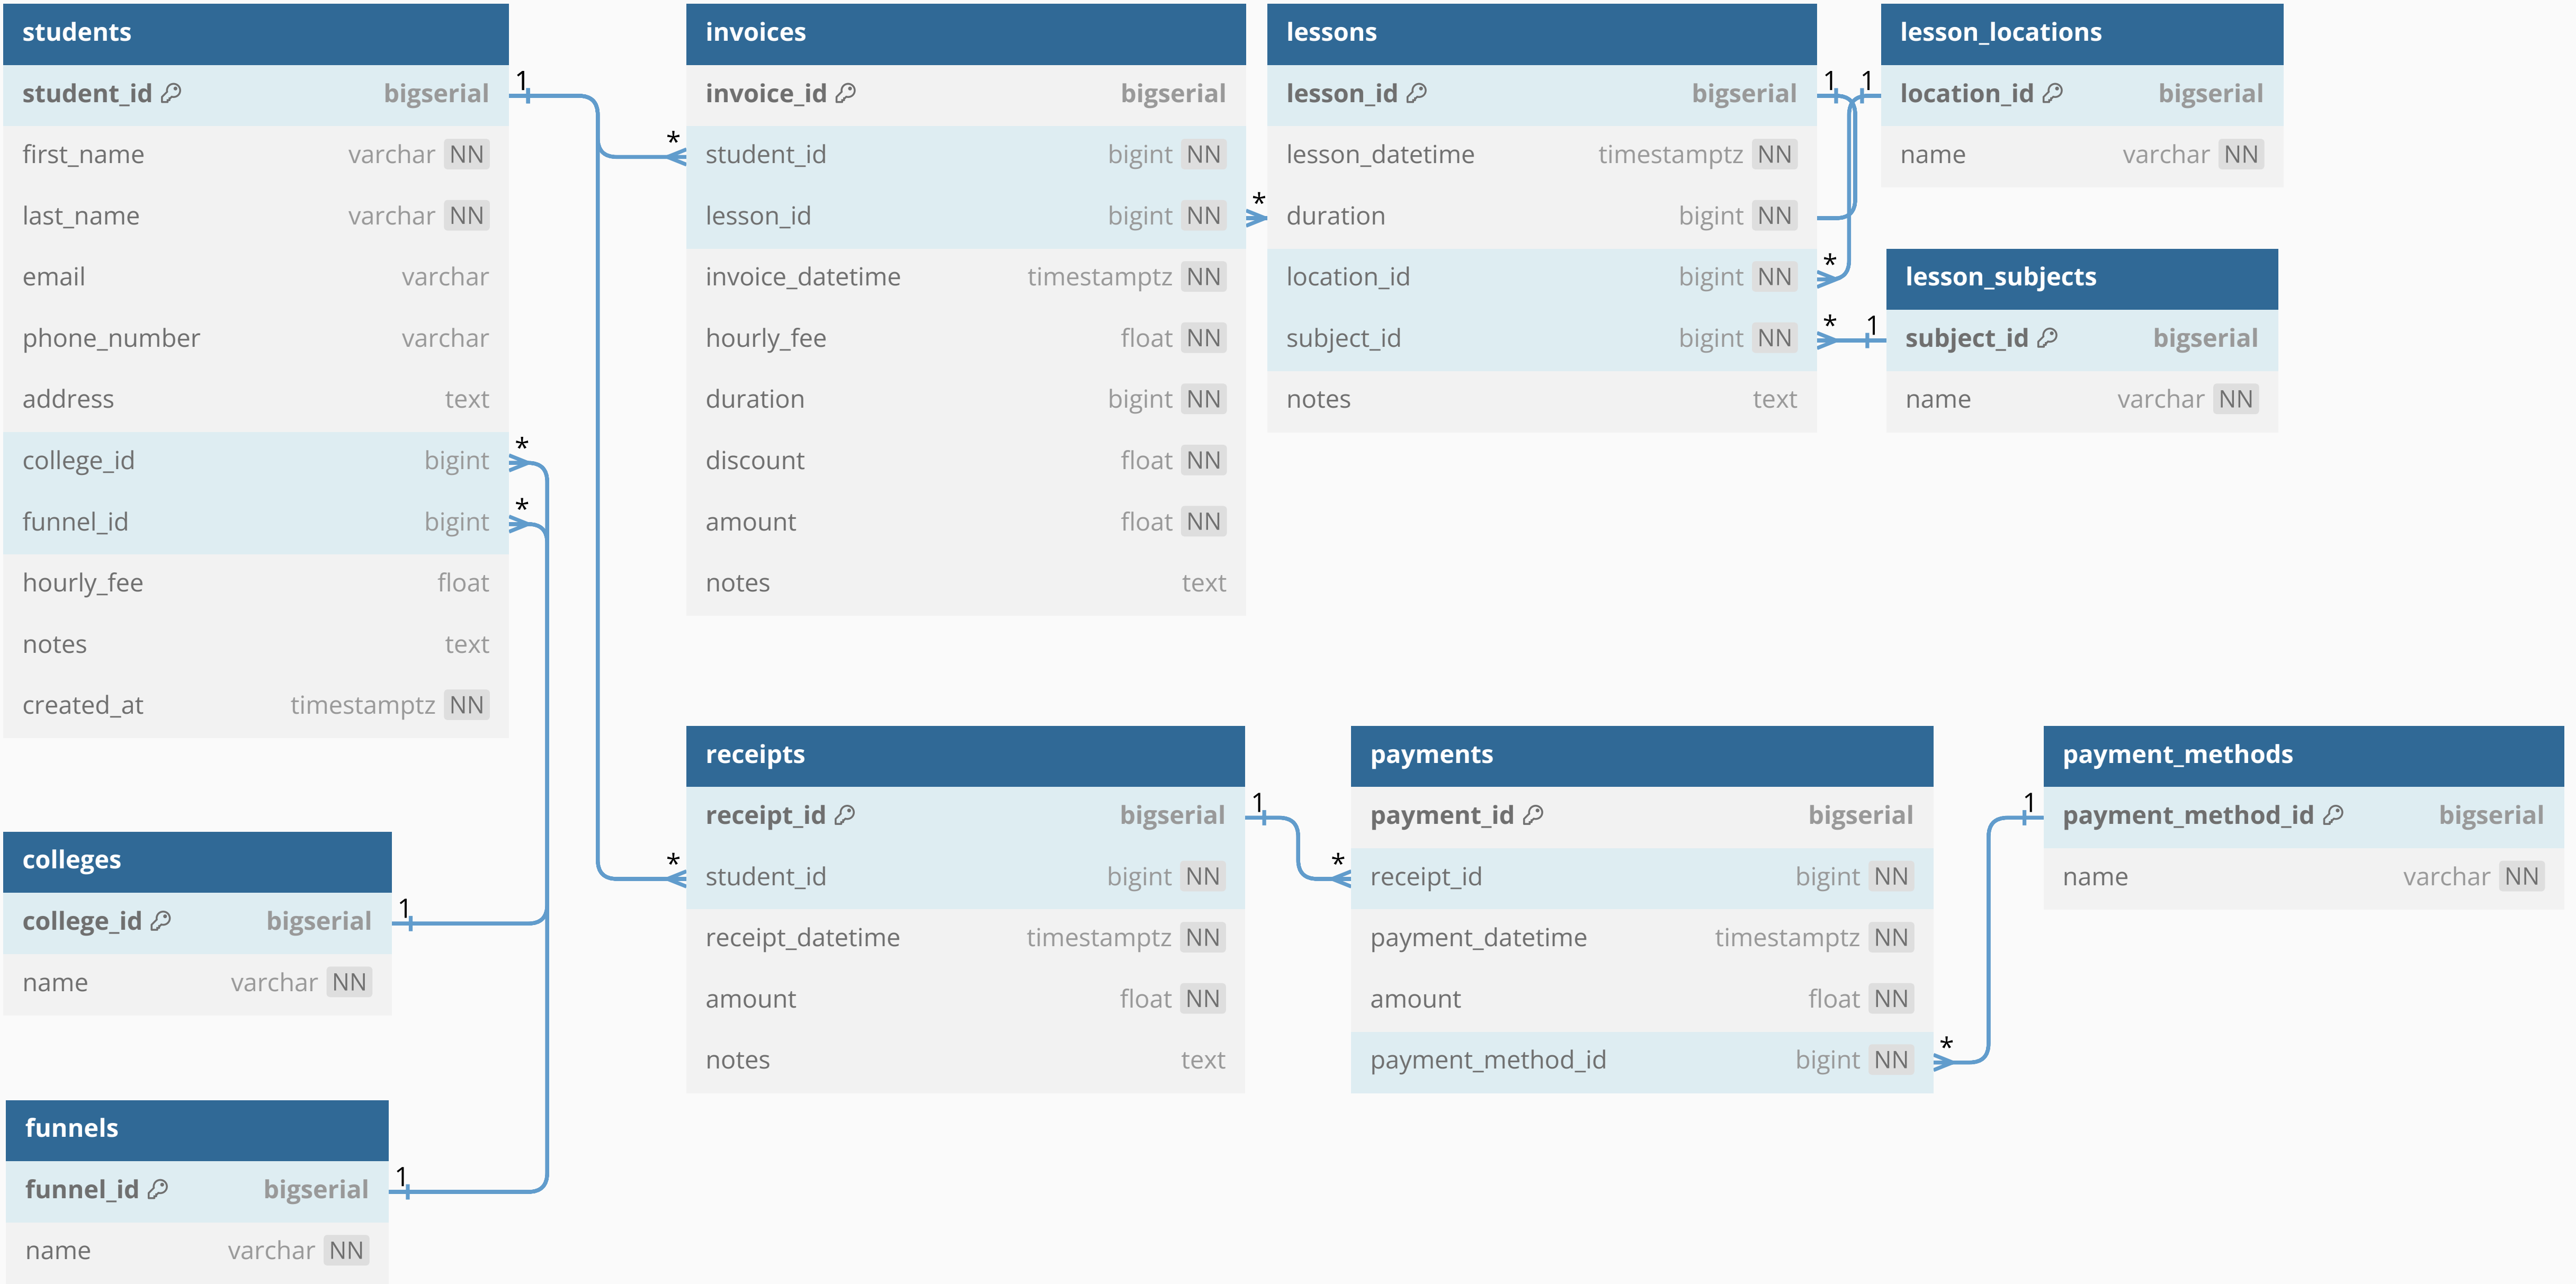 students
student_id bigserial
first_name varchar NN
last_name varchar NN
email varchar
phone_number varchar
address text
college_id bigint
funnel_id bigint
hourly_fee float
notes text
created_at timestamptz NN
1
*
*
colleges
college_id bigserial
name varchar NN
1
funnels
funnel_id bigserial
name varchar NN
1
invoices
invoice_id bigserial
student_id bigint NN
lesson_id bigint NN
invoice_datetime timestamptz NN
hourly_fee float NN
duration bigint NN
discount float NN
amount float NN
notes text
*
*
lessons
lesson_id bigserial
lesson_datetime timestamptz NN
duration bigint NN
location_id bigint NN
subject_id bigint NN
notes text
1
*
*
lesson_locations
location_id bigserial
name varchar NN
1
lesson_subjects
subject_id bigserial
name varchar NN
1
receipts
receipt_id bigserial
student_id bigint NN
receipt_datetime timestamptz NN
amount float NN
notes text
*
1
payments
payment_id bigserial
receipt_id bigint NN
payment_datetime timestamptz NN
amount float NN
payment_method_id bigint NN
*
*
payment_methods
payment_method_id bigserial
name varchar NN
1